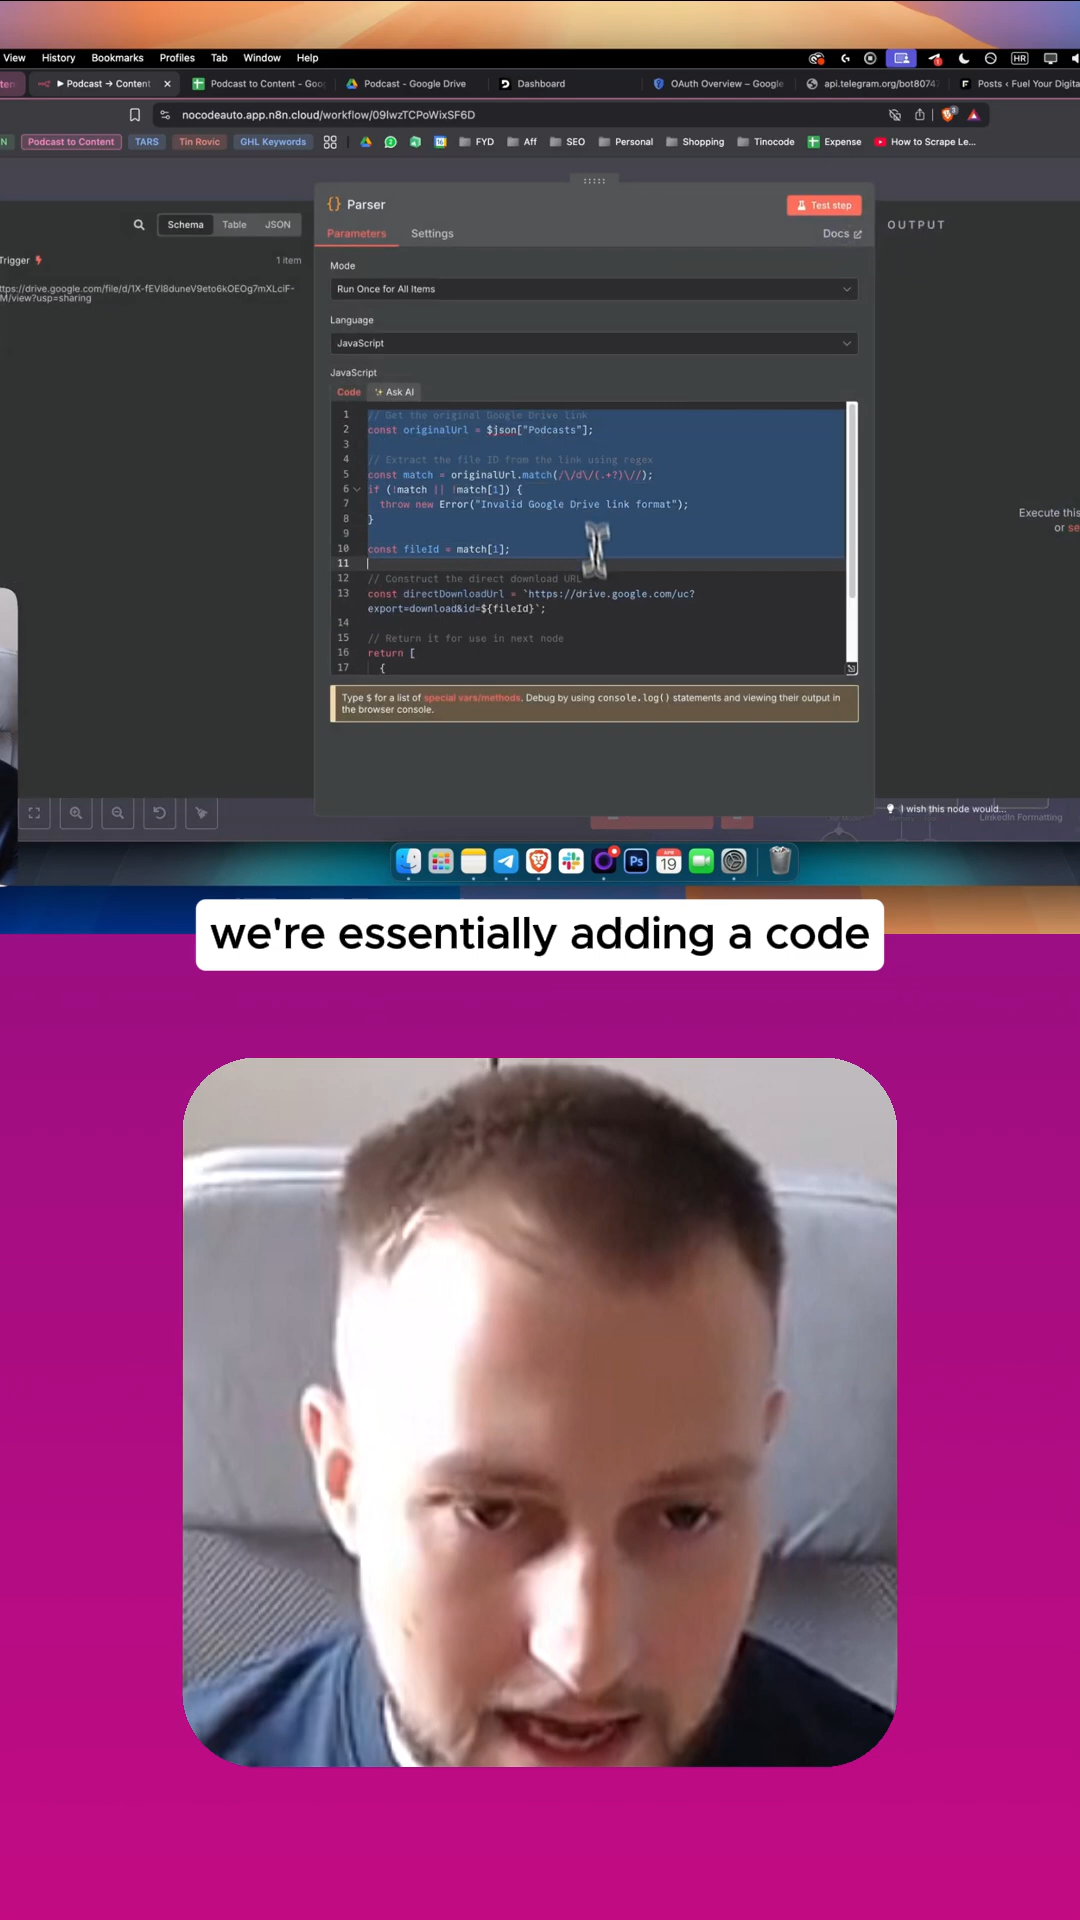 View History Bookmarks Profiles Tab Window Help HR
Podcast → Content Podcast to Content - Goo Podcast - Google Drive Dashboard OAuth Overview – Google api.telegram.org/bot8074 Posts ‹ Fuel Your Digita
nocodeauto.app.n8n.cloud/workflow/09IwzTCPoWixSF6D
N Podcast to Content TARS Tin Rovic GHL Keywords FYD Aff SEO Personal Shopping Tinocode Expense How to Scrape Le...
Parser
Test step
Schema Table JSON
Parameters Settings
Docs
OUTPUT
Trigger
1 item
ttps://drive.google.com/file/d/1X-fEVI8duneV9eto6kOEOg7mXLciF-
M/view?usp=sharing
Mode
Run Once for All Items
Language
JavaScript
JavaScript
Code Ask AI
1 // Get the original Google Drive link
2 const originalUrl = $json["Podcasts"];
3
4 // Extract the file ID from the link using regex
5 const match = originalUrl.match(/\/d\/(.+?)\//);
6 if (!match || !match[1]) {
7 throw new Error("Invalid Google Drive link format");
8 }
9
10 const fileId = match[1];
11
12 // Construct the direct download URL
13 const directDownloadUrl = `https://drive.google.com/uc?
export=download&id=${fileId}`;
14
15 // Return it for use in next node
16 return [
17 {
Execute this
or se
Type $ for a list of special vars/methods. Debug by using console.log() statements and viewing their output in
the browser console.
I wish this node would...
LinkedIn Formatting
Ps
APR
19
we're essentially adding a code